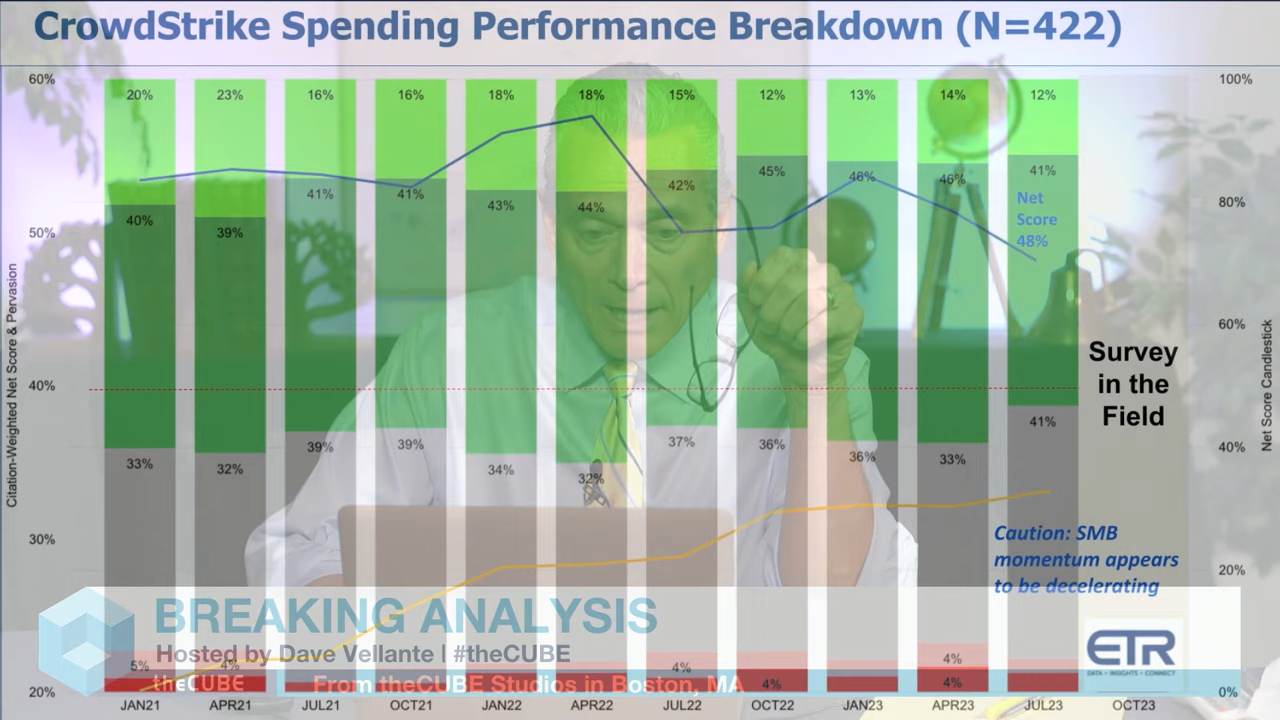 CrowdStrike Spending Performance Breakdown (N=422)
60%
100%
20% 23% 16% 16% 18% 18% 15% 12% 13% 14% 12%
41% 41% 42% 45% 46% 46% 41%
40% 39% 43% 44%
80%
Net
Score
48%
50%
60%
Survey
in the
Field
40%
Citation-Weighted Net Score & Pervasion
Net Score Candlestick
41%
33% 32% 39% 39% 34% 32% 37% 36% 36% 33%
40%
30%
Caution: SMB
momentum appears
to be decelerating
20%
BREAKING ANALYSIS
Hosted by Dave Vellante | #theCUBE
theCUBE
From theCUBE Studios in Boston, MA
5% 4% 4% 4%
4% 4%
ETR
DATA • INSIGHTS • CONNECT
20%
0%
JAN21 APR21 JUL21 OCT21 JAN22 APR22 JUL22 OCT22 JAN23 APR23 JUL23 OCT23